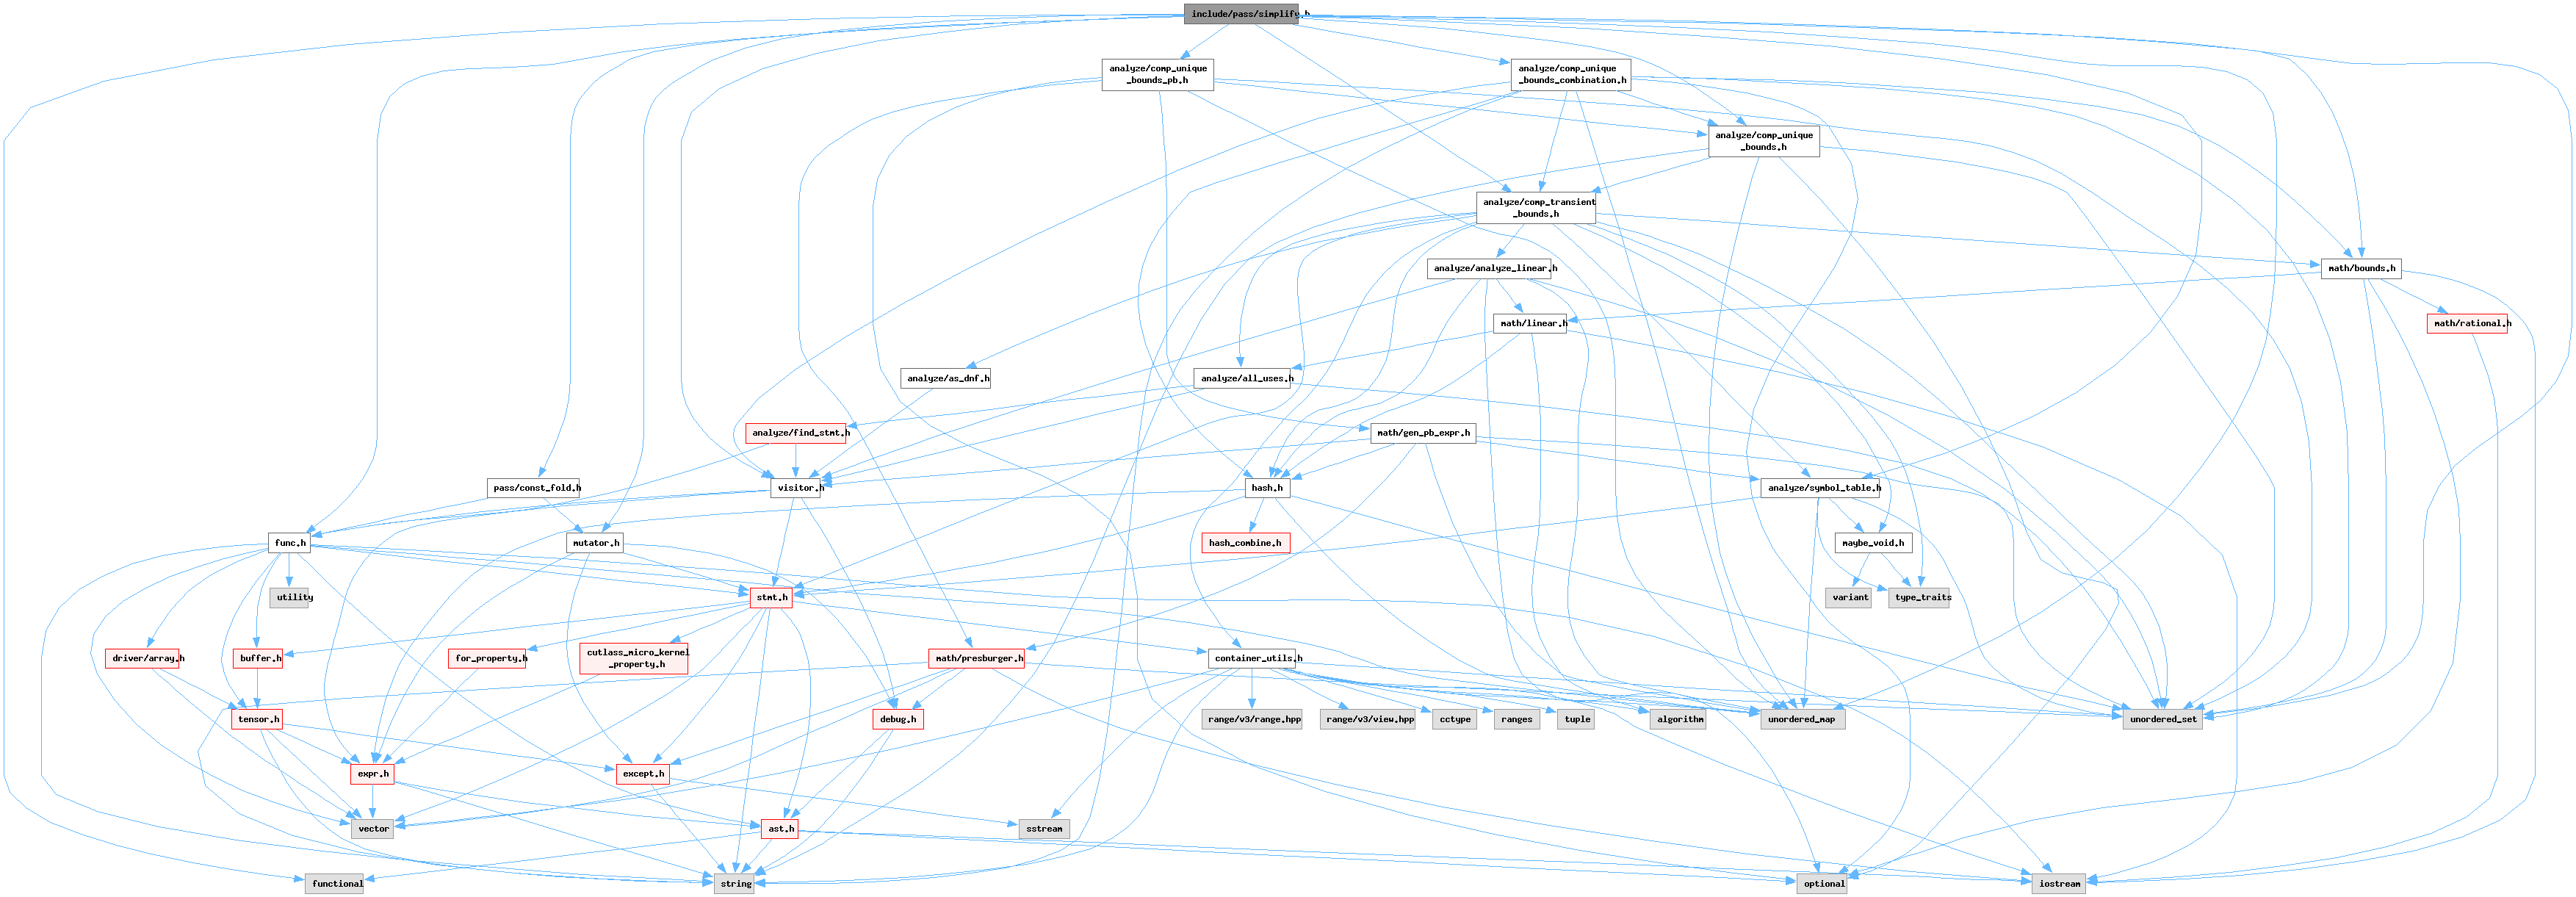 include/pass/simplify.h
analyze/comp_unique
_bounds_pb.h
analyze/comp_unique
_bounds_combination.h
analyze/comp_unique
_bounds.h
analyze/comp_transient
_bounds.h
analyze/analyze_linear.h
math/bounds.h
math/linear.h
math/rational.h
analyze/as_dnf.h
analyze/all_uses.h
analyze/find_stmt.h
math/gen_pb_expr.h
pass/const_fold.h
visitor.h
hash.h
analyze/symbol_table.h
func.h
mutator.h
hash_combine.h
maybe_void.h
utility
stmt.h
variant
type_traits
driver/array.h
buffer.h
for_property.h
cutlass_micro_kernel
_property.h
math/presburger.h
container_utils.h
tensor.h
debug.h
range/v3/range.hpp
range/v3/view.hpp
cctype
ranges
tuple
algorithm
unordered_map
unordered_set
expr.h
except.h
vector
ast.h
sstream
functional
string
optional
iostream